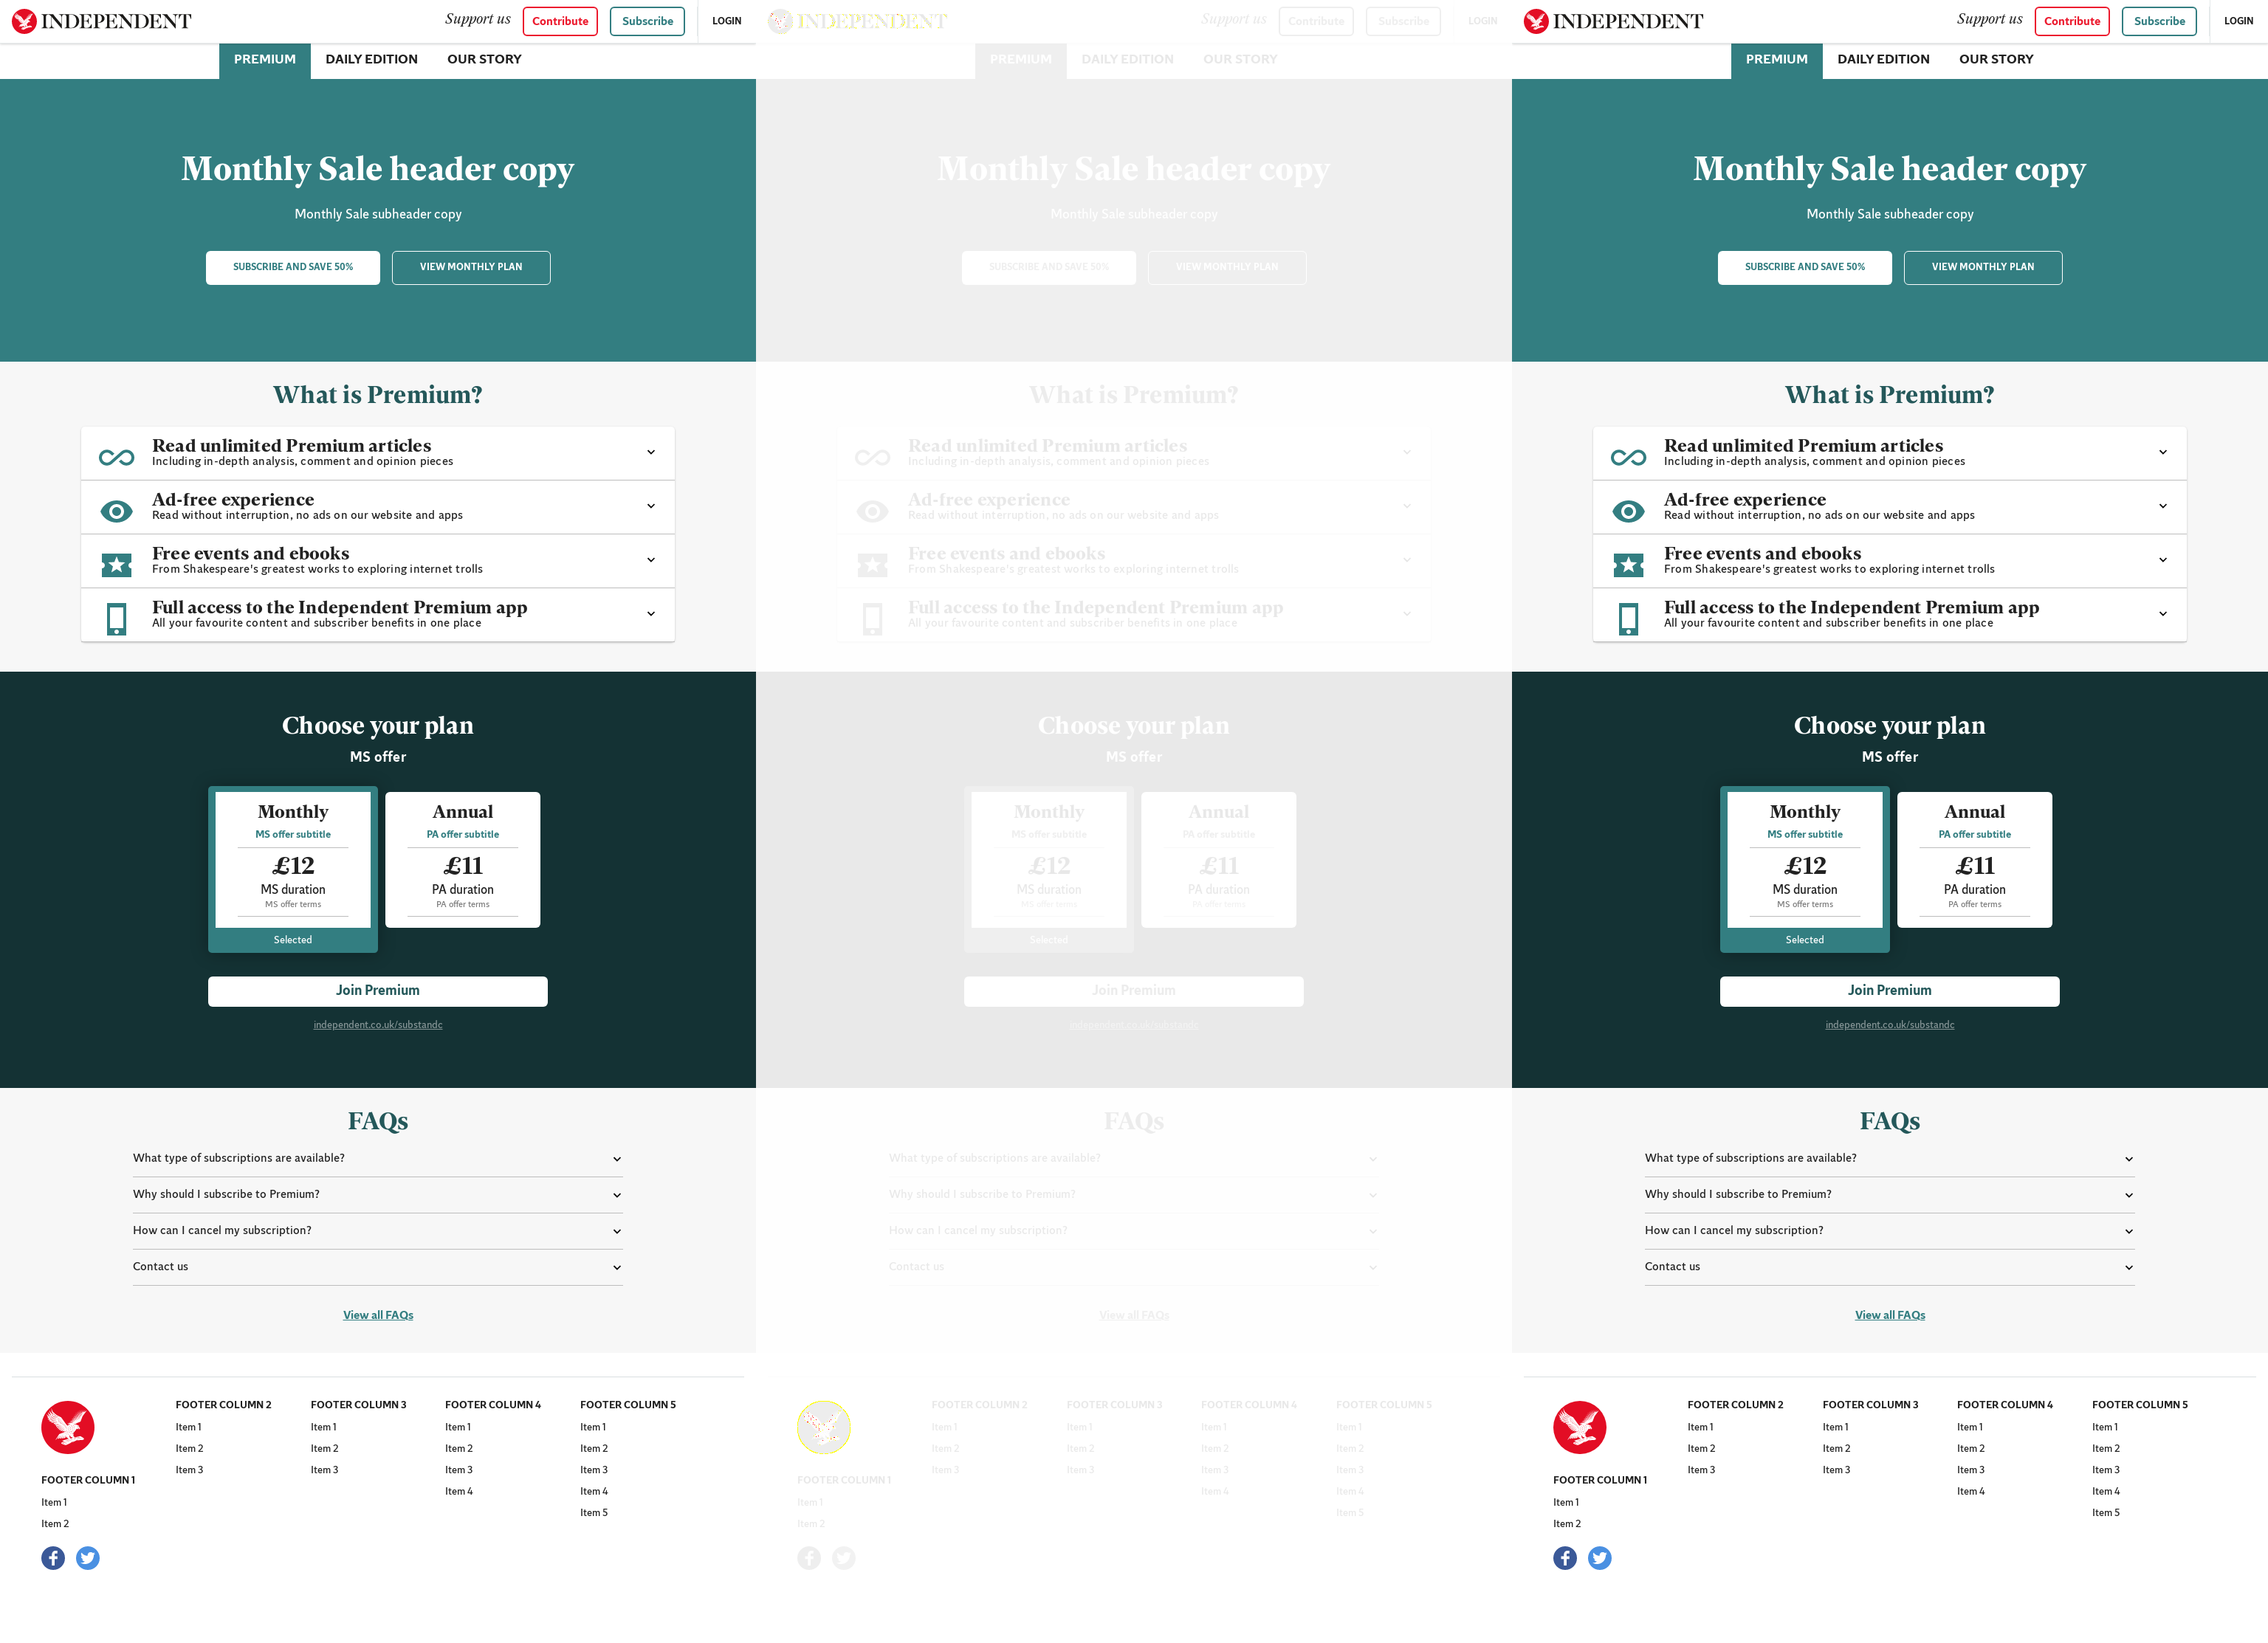 INDEPENDENT Support us Contribute Subscribe LOGIN
PREMIUM DAILY EDITION OUR STORY
Monthly Sale header copy
Monthly Sale subheader copy
SUBSCRIBE AND SAVE 50% VIEW MONTHLY PLAN
What is Premium?
Read unlimited Premium articles
Including in-depth analysis, comment and opinion pieces
Ad-free experience
Read without interruption, no ads on our website and apps
Free events and ebooks
From Shakespeare's greatest works to exploring internet trolls
Full access to the Independent Premium app
All your favourite content and subscriber benefits in one place
Choose your plan
MS offer
Monthly
MS offer subtitle
£12
MS duration
MS offer terms
Selected
Annual
PA offer subtitle
£11
PA duration
PA offer terms
Join Premium
independent.co.uk/substandc
FAQs
What type of subscriptions are available?
Why should I subscribe to Premium?
How can I cancel my subscription?
Contact us
View all FAQs
FOOTER COLUMN 1
Item 1
Item 2
FOOTER COLUMN 2
Item 1
Item 2
Item 3
FOOTER COLUMN 3
Item 1
Item 2
Item 3
FOOTER COLUMN 4
Item 1
Item 2
Item 3
Item 4
FOOTER COLUMN 5
Item 1
Item 2
Item 3
Item 4
Item 5
INDEPENDENT Support us Contribute Subscribe LOGIN
PREMIUM DAILY EDITION OUR STORY
Monthly Sale header copy
Monthly Sale subheader copy
SUBSCRIBE AND SAVE 50% VIEW MONTHLY PLAN
What is Premium?
Read unlimited Premium articles
Including in-depth analysis, comment and opinion pieces
Ad-free experience
Read without interruption, no ads on our website and apps
Free events and ebooks
From Shakespeare's greatest works to exploring internet trolls
Full access to the Independent Premium app
All your favourite content and subscriber benefits in one place
Choose your plan
MS offer
Monthly
MS offer subtitle
£12
MS duration
MS offer terms
Selected
Annual
PA offer subtitle
£11
PA duration
PA offer terms
Join Premium
independent.co.uk/substandc
FAQs
What type of subscriptions are available?
Why should I subscribe to Premium?
How can I cancel my subscription?
Contact us
View all FAQs
FOOTER COLUMN 1
Item 1
Item 2
FOOTER COLUMN 2
Item 1
Item 2
Item 3
FOOTER COLUMN 3
Item 1
Item 2
Item 3
FOOTER COLUMN 4
Item 1
Item 2
Item 3
Item 4
FOOTER COLUMN 5
Item 1
Item 2
Item 3
Item 4
Item 5
INDEPENDENT Support us Contribute Subscribe LOGIN
PREMIUM DAILY EDITION OUR STORY
Monthly Sale header copy
Monthly Sale subheader copy
SUBSCRIBE AND SAVE 50% VIEW MONTHLY PLAN
What is Premium?
Read unlimited Premium articles
Including in-depth analysis, comment and opinion pieces
Ad-free experience
Read without interruption, no ads on our website and apps
Free events and ebooks
From Shakespeare's greatest works to exploring internet trolls
Full access to the Independent Premium app
All your favourite content and subscriber benefits in one place
Choose your plan
MS offer
Monthly
MS offer subtitle
£12
MS duration
MS offer terms
Selected
Annual
PA offer subtitle
£11
PA duration
PA offer terms
Join Premium
independent.co.uk/substandc
FAQs
What type of subscriptions are available?
Why should I subscribe to Premium?
How can I cancel my subscription?
Contact us
View all FAQs
FOOTER COLUMN 1
Item 1
Item 2
FOOTER COLUMN 2
Item 1
Item 2
Item 3
FOOTER COLUMN 3
Item 1
Item 2
Item 3
FOOTER COLUMN 4
Item 1
Item 2
Item 3
Item 4
FOOTER COLUMN 5
Item 1
Item 2
Item 3
Item 4
Item 5